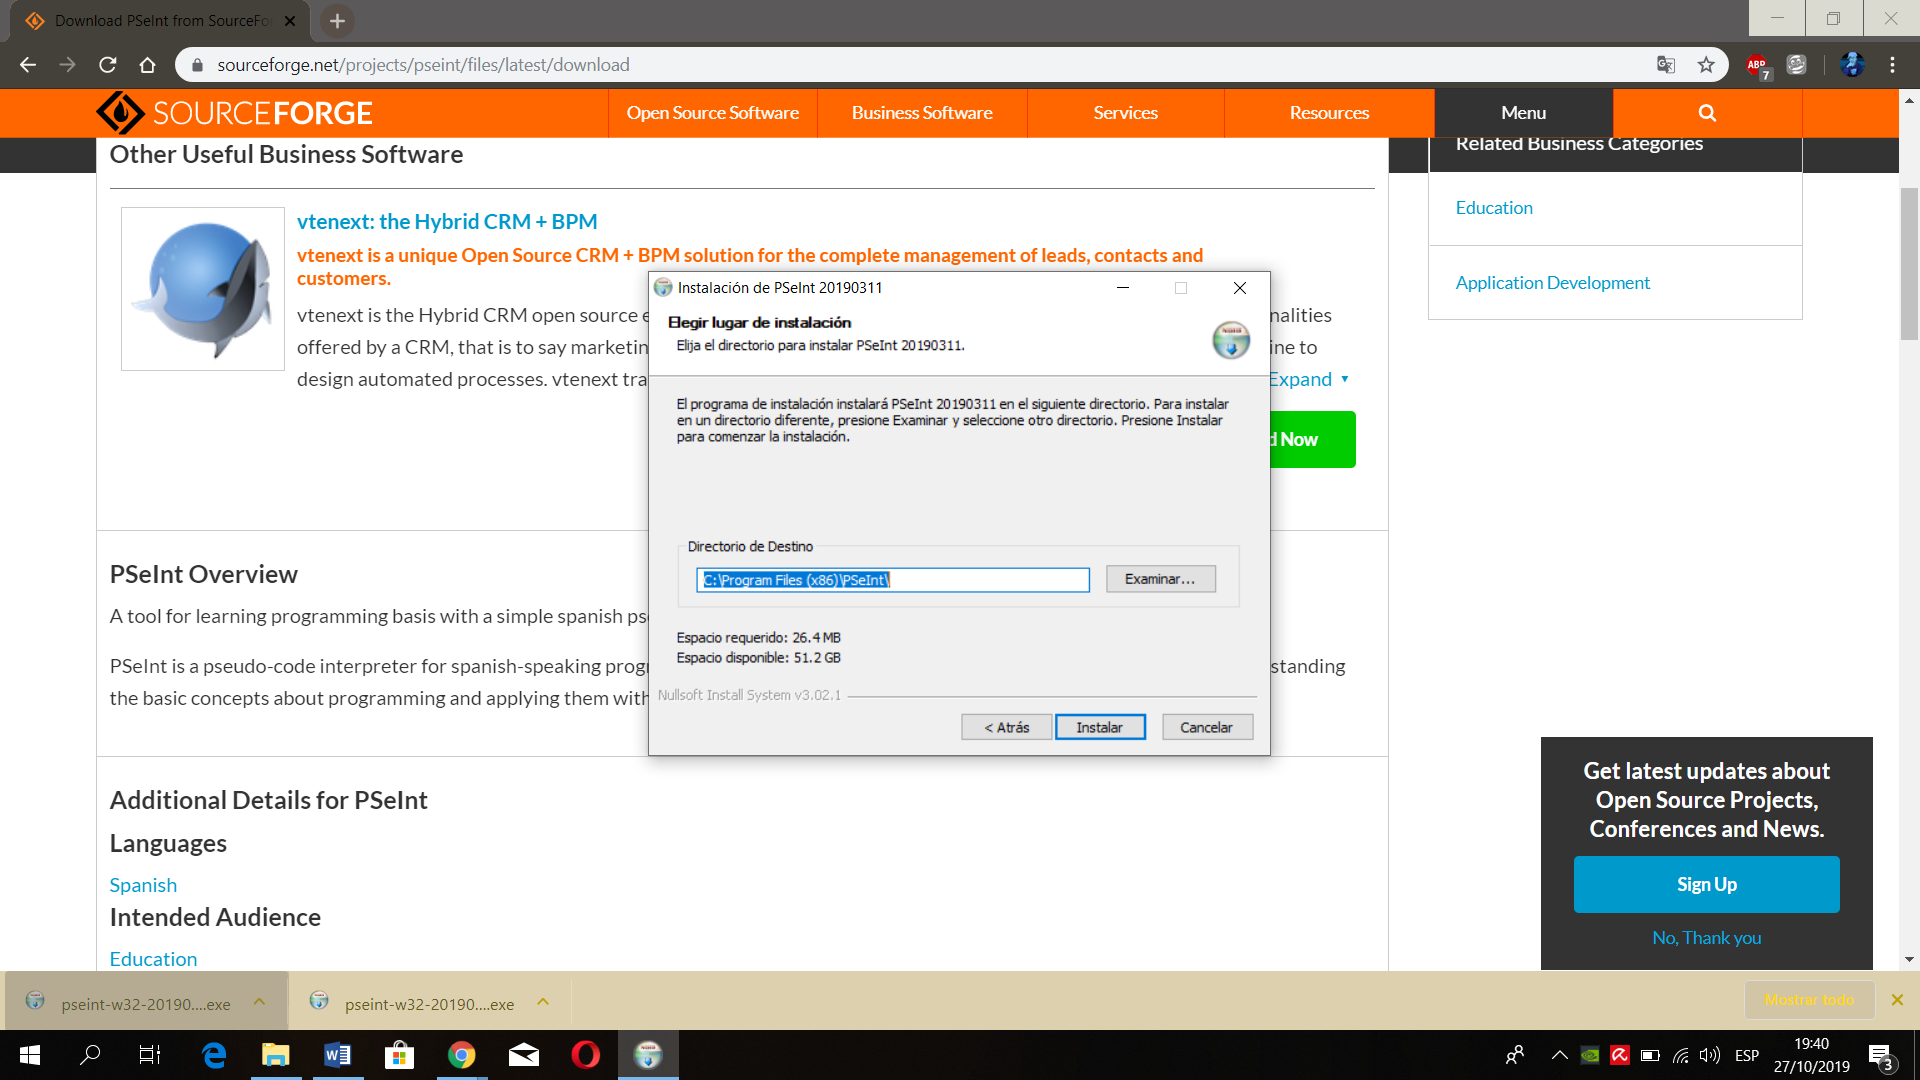 Download PSeInt from SourceFo
sourceforge.net/projects/pseint/files/latest/download
ABP
7
SOURCEFORGE
Open Source Software
Business Software
Services
Resources
Menu
Other Useful Business Software
Related Business Categories
Education
Application Development
vtenext: the Hybrid CRM + BPM
vtenext is a unique Open Source CRM + BPM solution for the complete management of leads, contacts and
customers.
vtenext is the Hybrid CRM open source e
nalities
offered by a CRM, that is to say marketin
ine to
design automated processes. vtenext tra
Expand
d Now
Instalación de PSeInt 20190311
Elegir lugar de instalación
Elija el directorio para instalar PSeInt 20190311.
El programa de instalación instalará PSeInt 20190311 en el siguiente directorio. Para instalar
en un directorio diferente, presione Examinar y seleccione otro directorio. Presione Instalar
para comenzar la instalación.
Directorio de Destino
C:\Program Files (x86)\PSeInt\
Examinar...
Espacio requerido: 26.4 MB
Espacio disponible: 51.2 GB
Nullsoft Install System v3.02.1
< Atrás
Instalar
Cancelar
PSeInt Overview
A tool for learning programming basis with a simple spanish pse
PSeInt is a pseudo-code interpreter for spanish-speaking progr
standing
the basic concepts about programming and applying them with
Additional Details for PSeInt
Languages
Spanish
Intended Audience
Education
Get latest updates about
Open Source Projects,
Conferences and News.
Sign Up
No, Thank you
pseint-w32-20190....exe
pseint-w32-20190....exe
Mostrar todo
ESP
19:40
27/10/2019
3